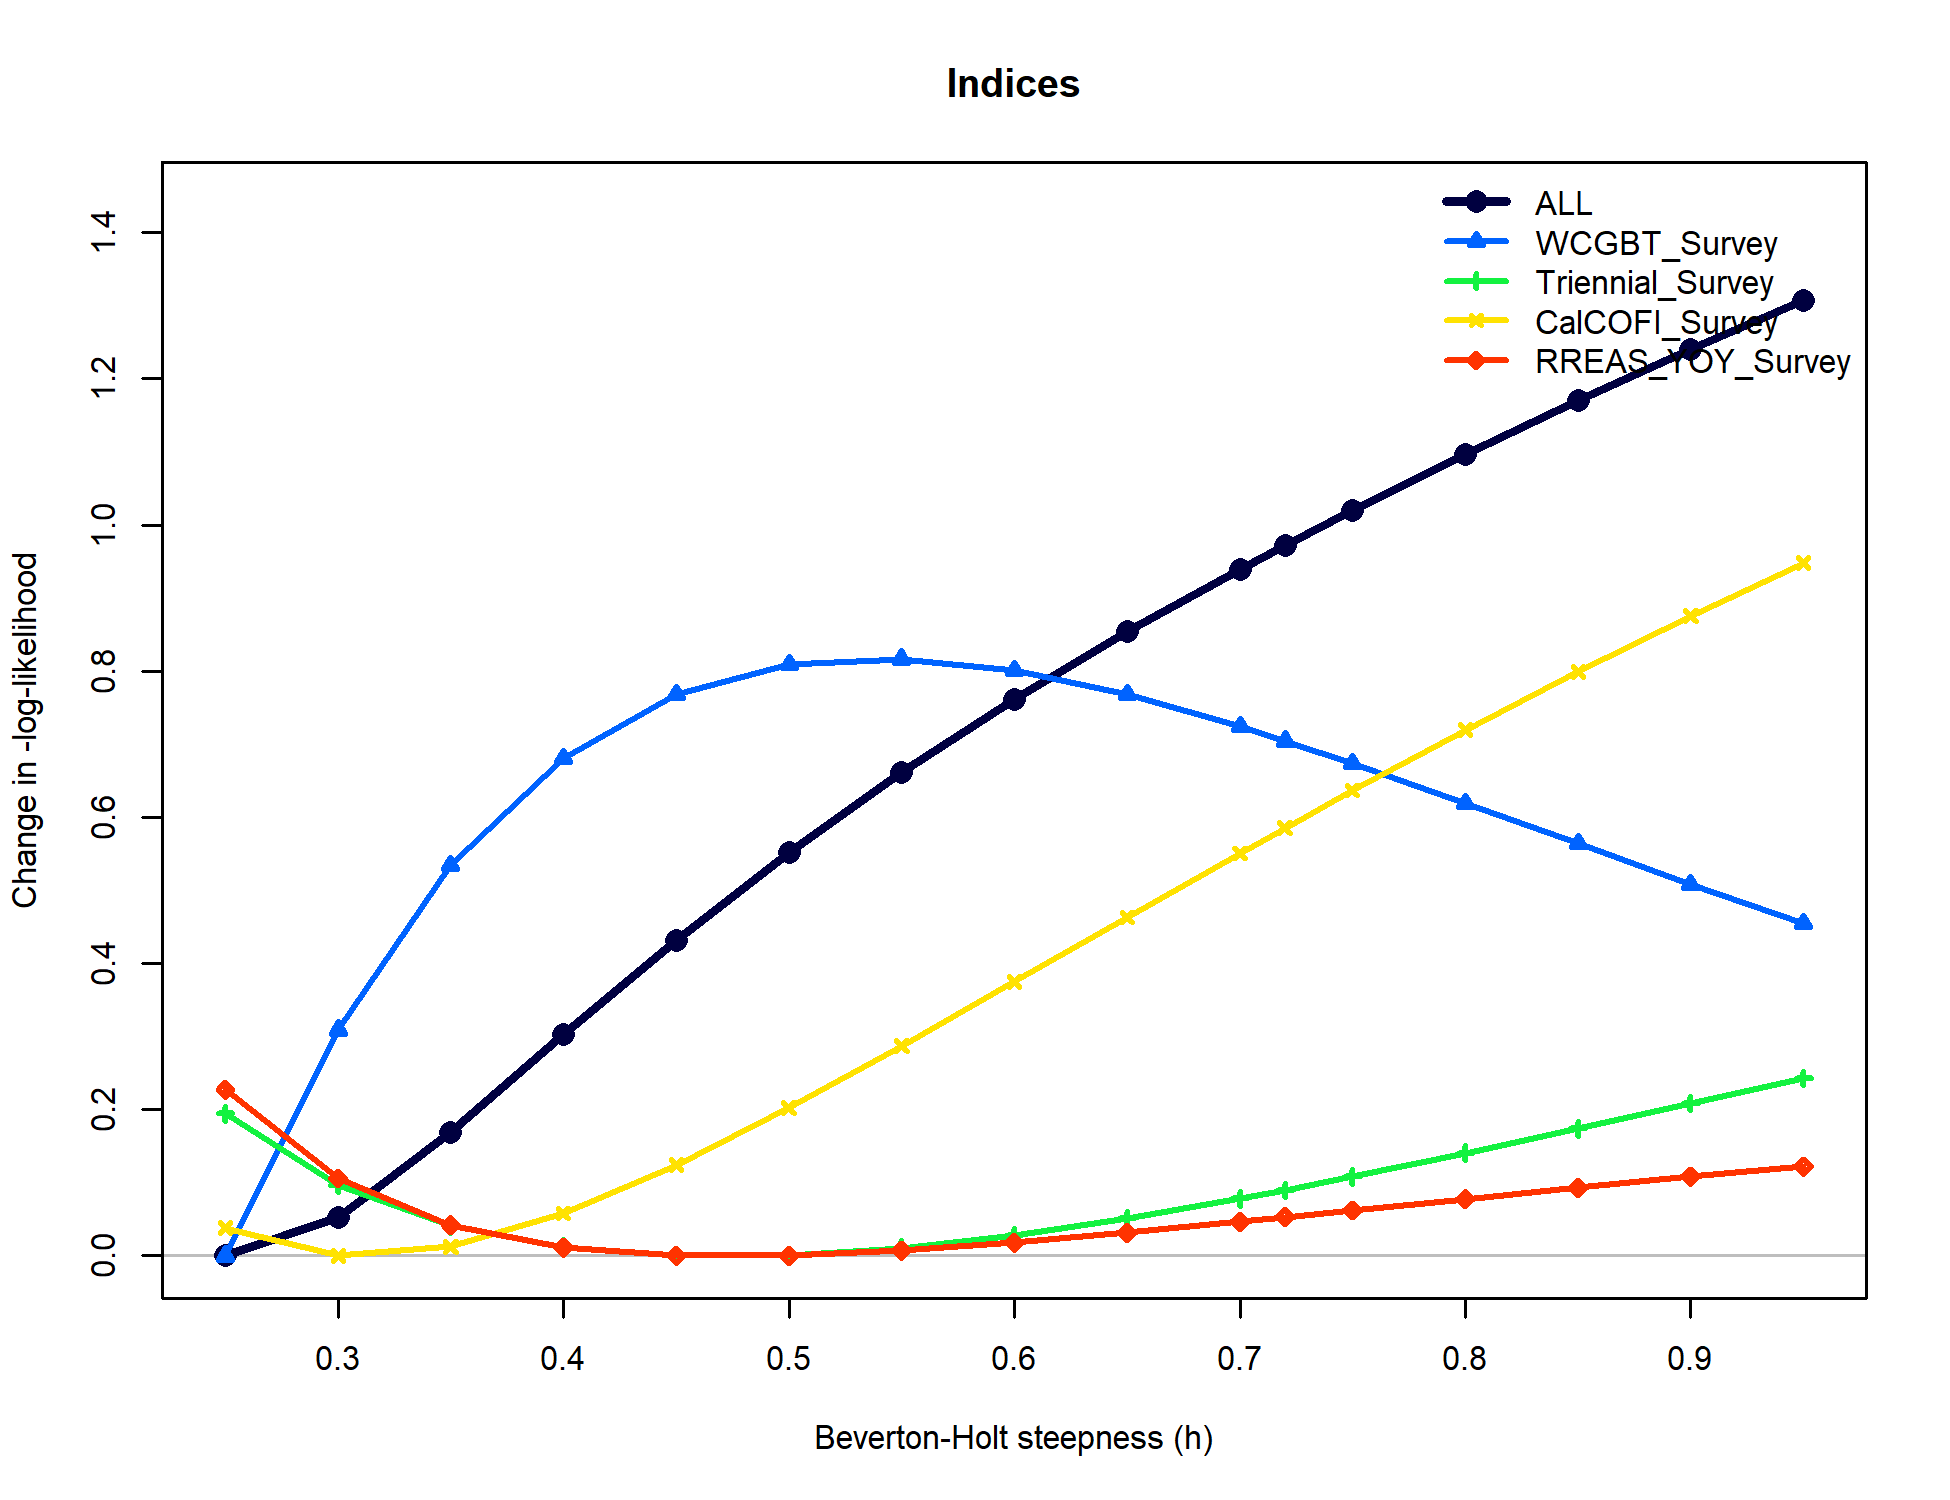 Indices
ALL
WCGBT_Survey
Triennial_Survey
CalCOFI_Survey
RREAS_YOY_Survey
Change in -log-likelihood
1.4
1.2
1.0
0.8
0.6
0.4
0.2
0.0
0.3 0.4 0.5 0.6 0.7 0.8 0.9
Beverton-Holt steepness (h)